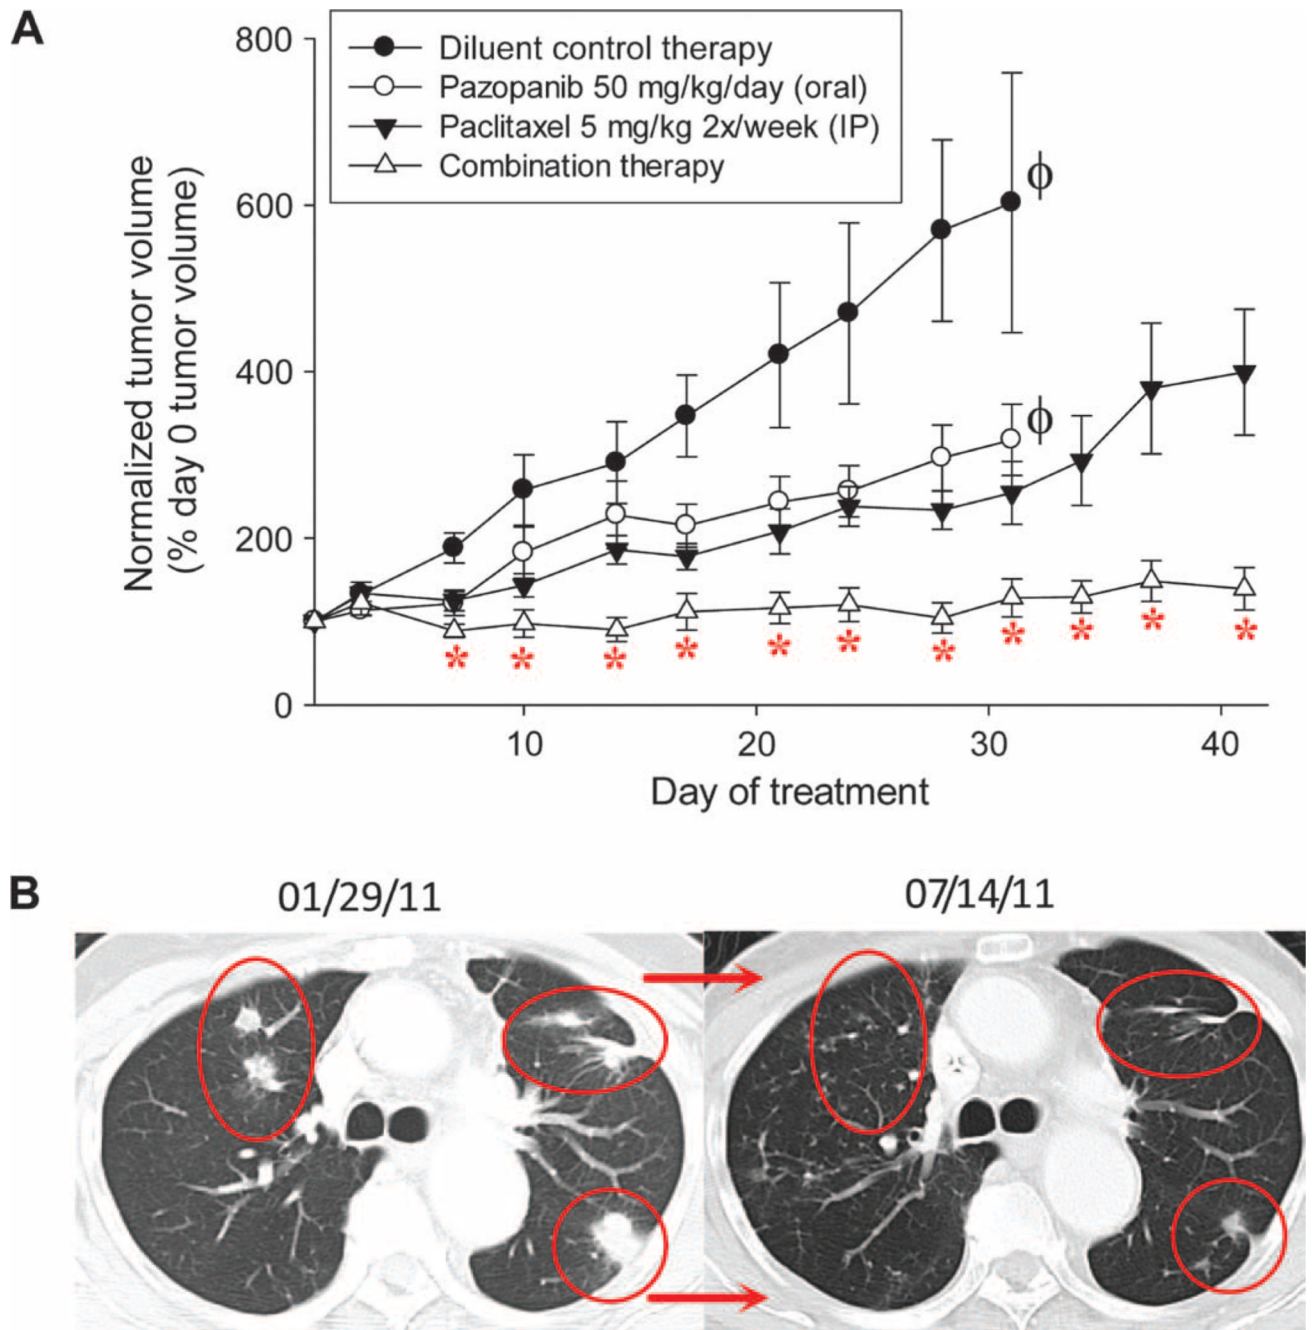 A
800
600
400
200
0
Normalized tumor volume
(% day 0 tumor volume)
Diluent control therapy
Pazopanib 50 mg/kg/day (oral)
Paclitaxel 5 mg/kg 2x/week (IP)
Combination therapy
ϕ
ϕ
* * * * * * * * * * *
10 20 30 40
Day of treatment
B
01/29/11
07/14/11